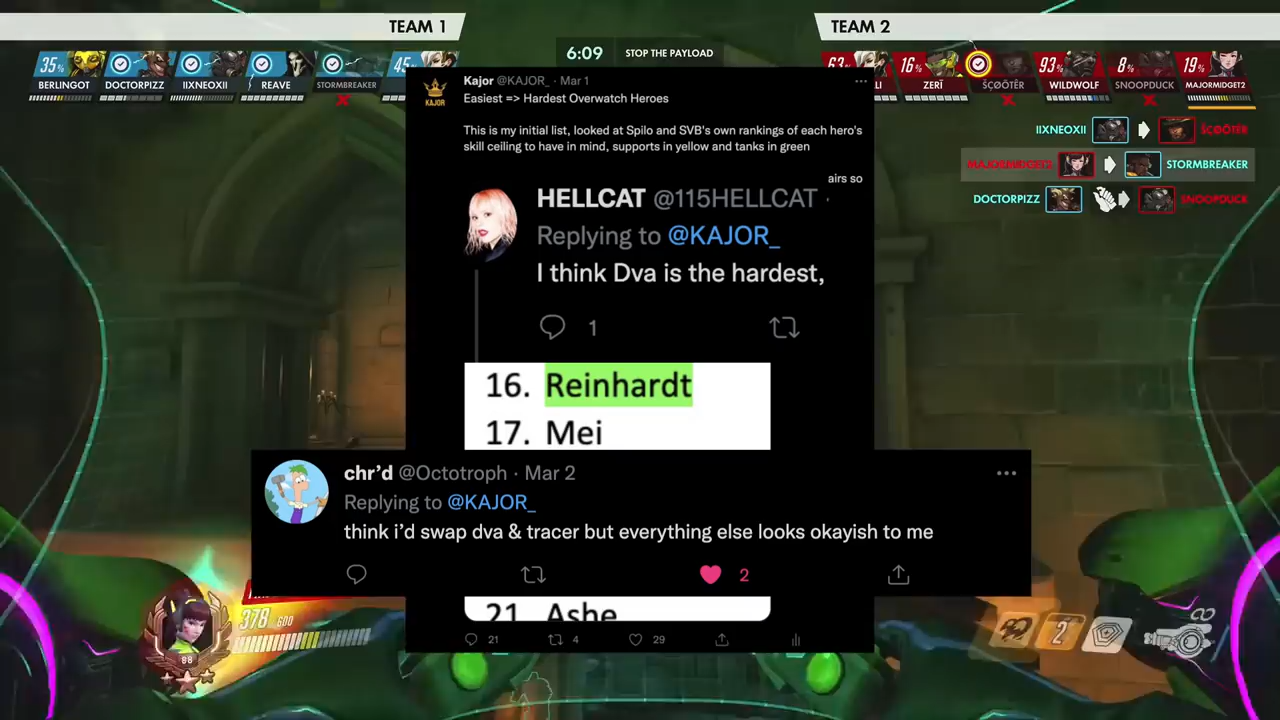 TEAM 1
TEAM 2
6:09
STOP THE PAYLOAD
35%
45%
16%
93%
8%
19%
BERLINGOT
DOCTORPIZZ
IIXNEOXII
REAVE
STORMBREAKER
ZERÏ
SÇØÖTÊR
WILDWOLF
SNOOPDUCK
MAJORMIDGET2
IIXNEOXII
SÇØÖTÊR
MAJORMIDGET2
STORMBREAKER
DOCTORPIZZ
SNOOPDUCK
Kajor @KAJOR_ · Mar 1
KAJOR
Easiest => Hardest Overwatch Heroes
This is my initial list, looked at Spilo and SVB's own rankings of each hero's
skill ceiling to have in mind, supports in yellow and tanks in green
airs so
HELLCAT @115HELLCAT ·
Replying to @KAJOR_
I think Dva is the hardest,
1
16. Reinhardt
17. Mei
chr'd @Octotroph · Mar 2
Replying to @KAJOR_
think i'd swap dva & tracer but everything else looks okayish to me
2
21. Ashe
21
4
29
378/600
88
2